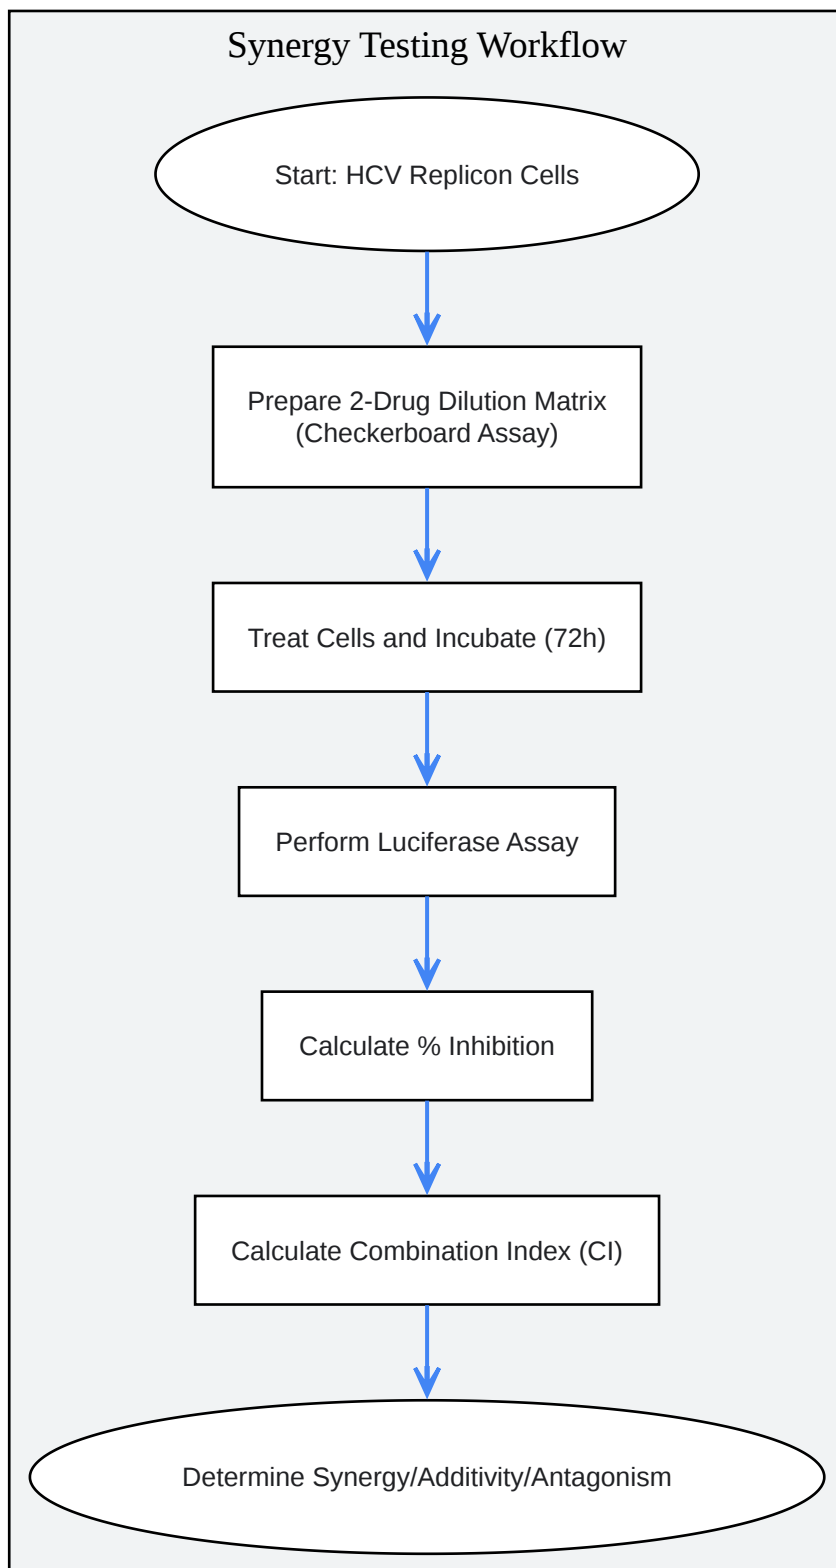 Synergy Testing Workflow
Start: HCV Replicon Cells
Prepare 2-Drug Dilution Matrix
(Checkerboard Assay)
Treat Cells and Incubate (72h)
Perform Luciferase Assay
Calculate % Inhibition
Calculate Combination Index (CI)
Determine Synergy/Additivity/Antagonism